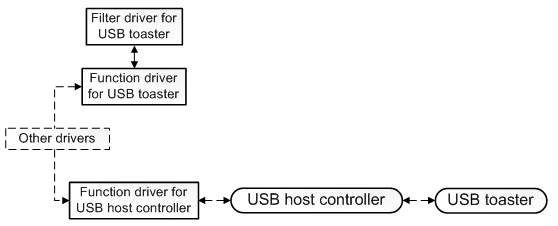 Filter driver for
USB toaster
Function driver
for USB toaster
Other drivers
Function driver for
USB host controller
USB host controller
USB toaster